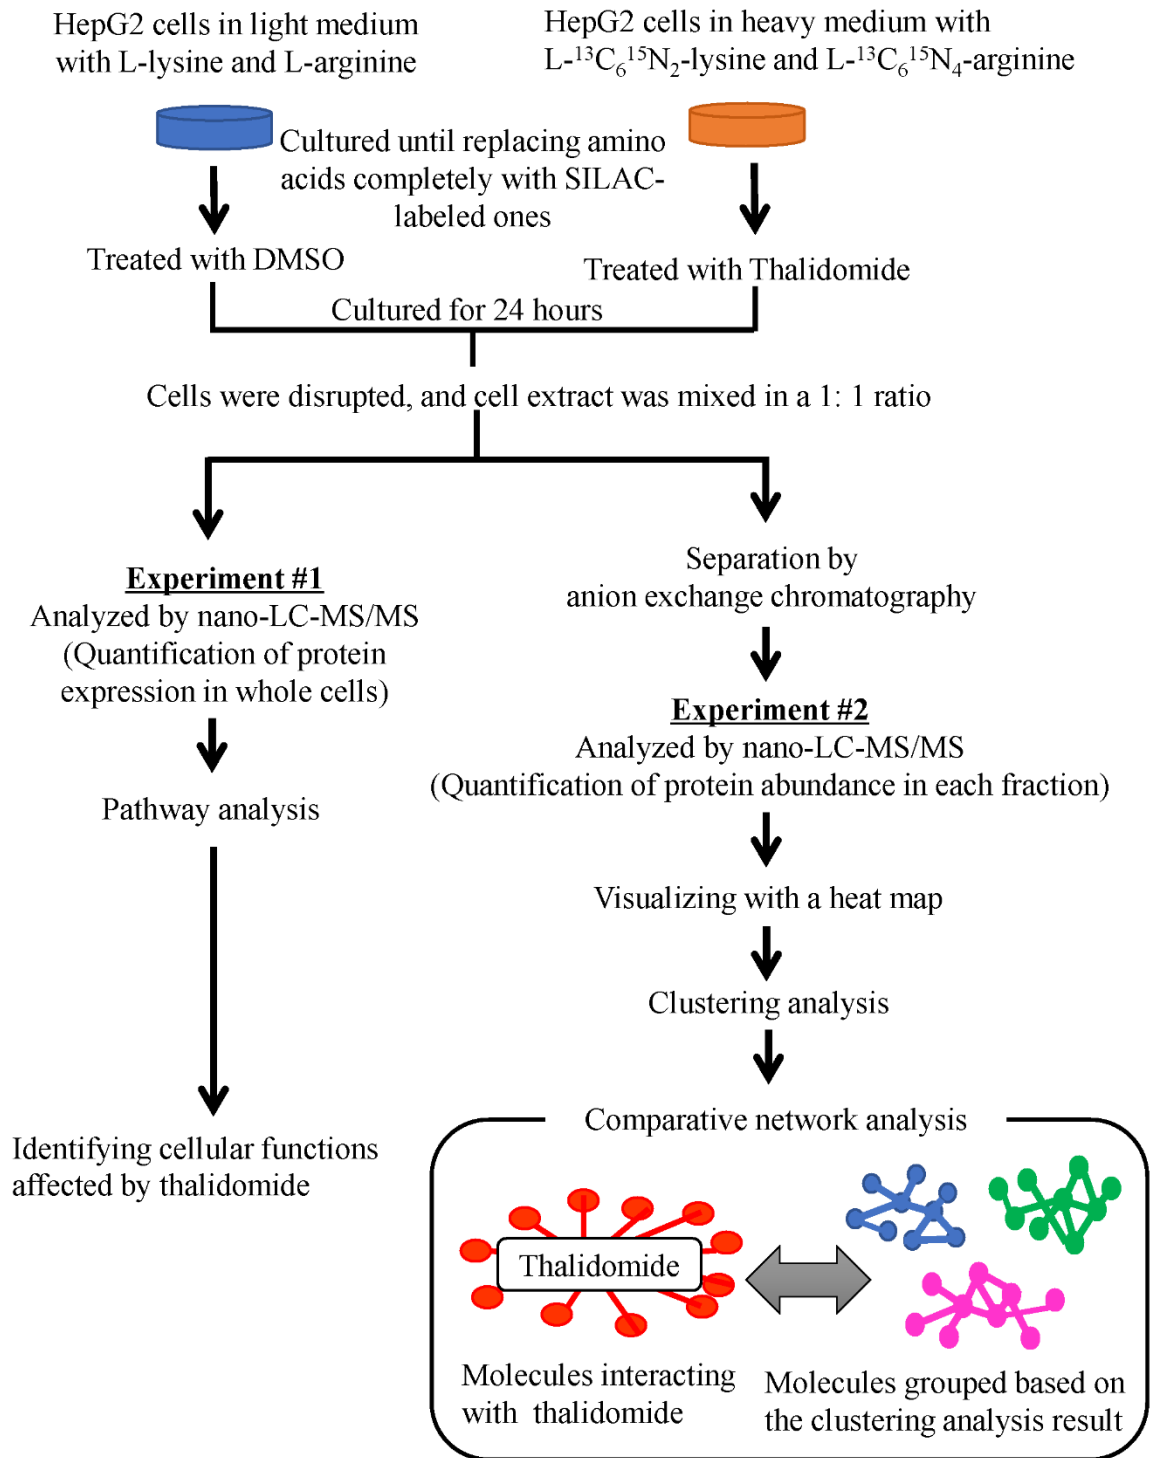 HepG2 cells in light medium
with L-lysine and L-arginine
HepG2 cells in heavy medium with
L-¹³C₆¹⁵N₂-lysine and L-¹³C₆¹⁵N₄-arginine
Cultured until replacing amino
acids completely with SILAC-
labeled ones
Treated with DMSO
Treated with Thalidomide
Cultured for 24 hours
Cells were disrupted, and cell extract was mixed in a 1: 1 ratio
Experiment #1
Analyzed by nano-LC-MS/MS
(Quantification of protein
expression in whole cells)
Pathway analysis
Identifying cellular functions
affected by thalidomide
Separation by
anion exchange chromatography
Experiment #2
Analyzed by nano-LC-MS/MS
(Quantification of protein abundance in each fraction)
Visualizing with a heat map
Clustering analysis
Comparative network analysis
Thalidomide
Molecules interacting
with thalidomide
Molecules grouped based on
the clustering analysis result